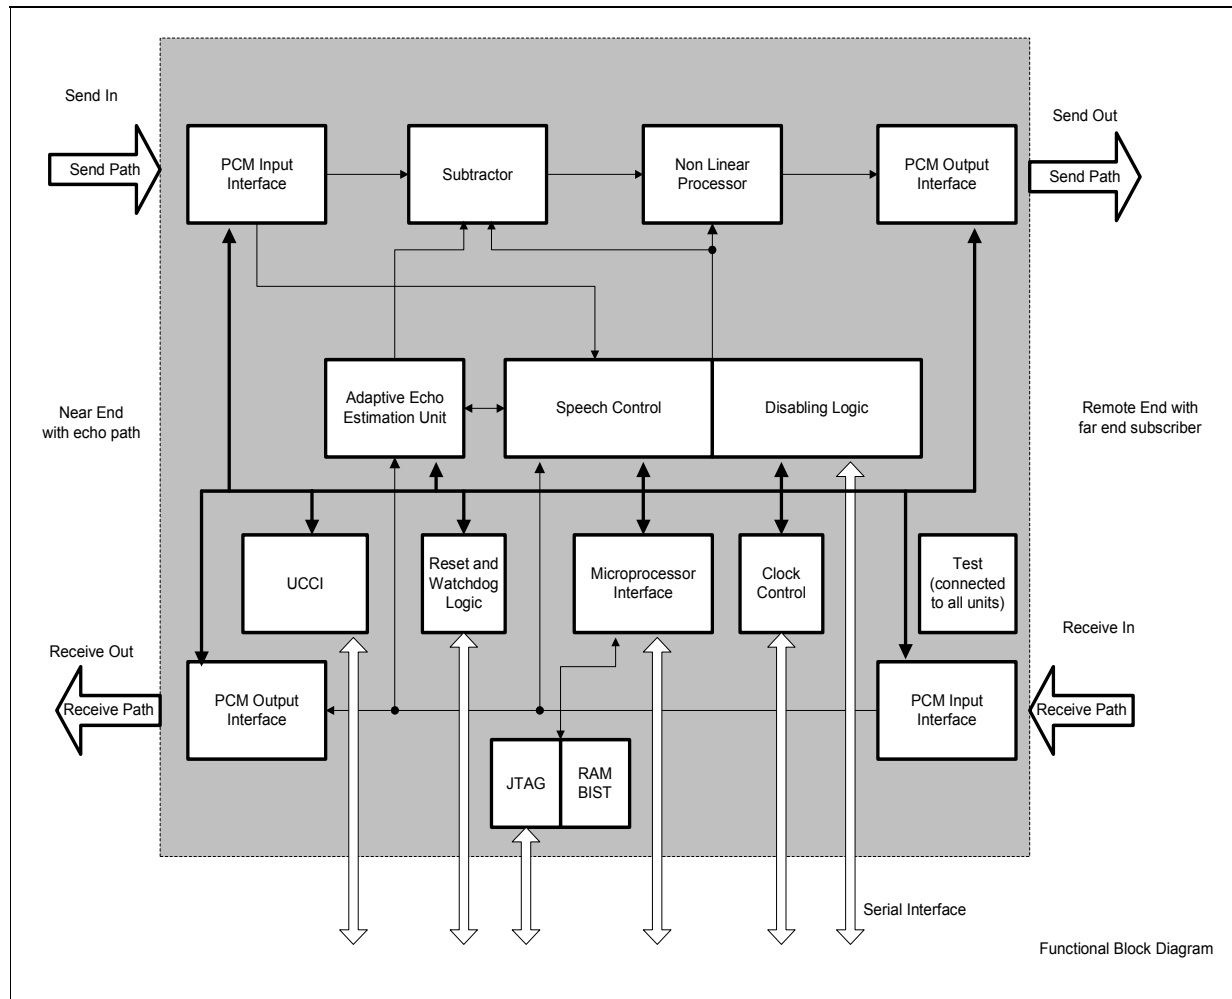 Send In
Send Out
Send Path
PCM Input
Interface
Subtractor
Non Linear
Processor
PCM Output
Interface
Send Path
Near End
with echo path
Adaptive Echo
Estimation Unit
Speech Control
Disabling Logic
Remote End with
far end subscriber
UCCI
Reset and
Watchdog
Logic
Microprocessor
Interface
Clock
Control
Test
(connected
to all units)
Receive Out
Receive In
Receive Path
PCM Output
Interface
PCM Input
Interface
Receive Path
JTAG
RAM
BIST
Serial Interface
Functional Block Diagram